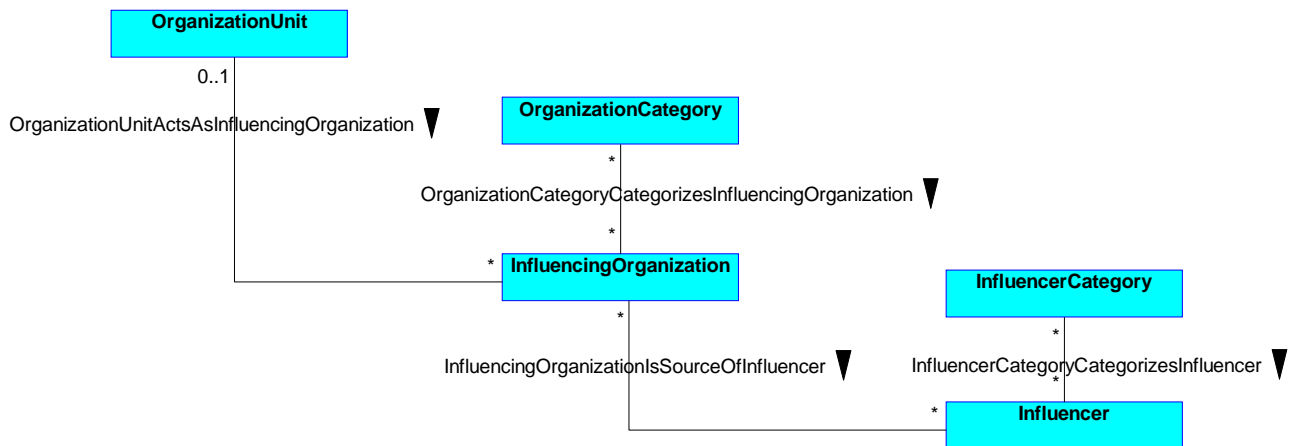 OrganizationUnit
0..1
OrganizationUnitActsAsInfluencingOrganization
OrganizationCategory
*
OrganizationCategoryCategorizesInfluencingOrganization
*
*
InfluencingOrganization
InfluencerCategory
*
*
InfluencingOrganizationIsSourceOfInfluencer
InfluencerCategoryCategorizesInfluencer
*
*
Influencer